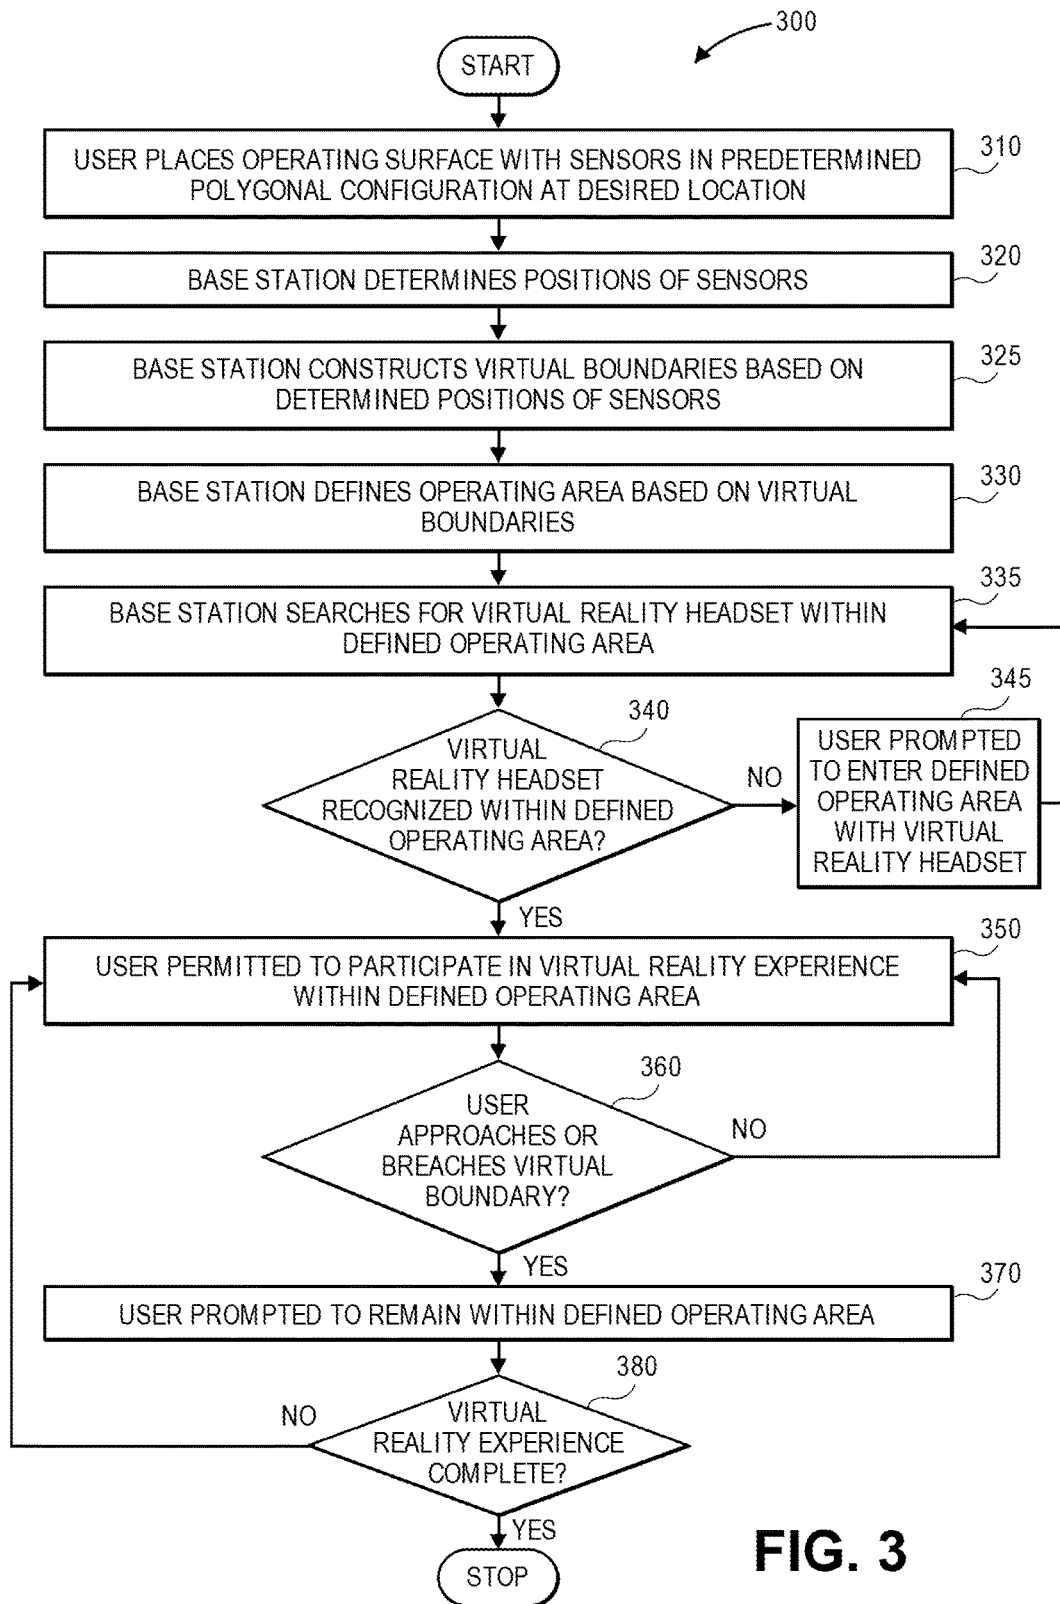 300
START
USER PLACES OPERATING SURFACE WITH SENSORS IN PREDETERMINED
POLYGONAL CONFIGURATION AT DESIRED LOCATION
310
BASE STATION DETERMINES POSITIONS OF SENSORS
320
BASE STATION CONSTRUCTS VIRTUAL BOUNDARIES BASED ON
DETERMINED POSITIONS OF SENSORS
325
BASE STATION DEFINES OPERATING AREA BASED ON VIRTUAL
BOUNDARIES
330
BASE STATION SEARCHES FOR VIRTUAL REALITY HEADSET WITHIN
DEFINED OPERATING AREA
335
VIRTUAL
REALITY HEADSET
RECOGNIZED WITHIN DEFINED
OPERATING AREA?
340
NO
345
USER PROMPTED
TO ENTER DEFINED
OPERATING AREA
WITH VIRTUAL
REALITY HEADSET
YES
USER PERMITTED TO PARTICIPATE IN VIRTUAL REALITY EXPERIENCE
WITHIN DEFINED OPERATING AREA
350
USER
APPROACHES OR
BREACHES VIRTUAL
BOUNDARY?
360
NO
YES
USER PROMPTED TO REMAIN WITHIN DEFINED OPERATING AREA
370
VIRTUAL
REALITY EXPERIENCE
COMPLETE?
380
NO
YES
STOP
FIG. 3